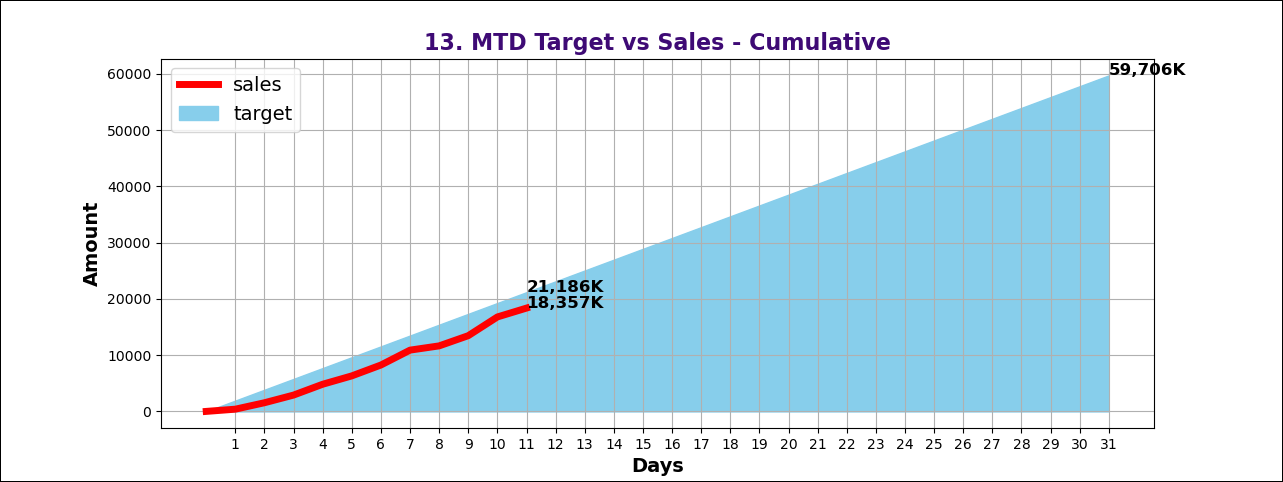 13. MTD Target vs Sales - Cumulative
sales
target
59,706K
60000
50000
40000
30000
20000
10000
0
Amount
21,186K
18,357K
1 2 3 4 5 6 7 8 9 10 11 12 13 14 15 16 17 18 19 20 21 22 23 24 25 26 27 28 29 30 31
Days